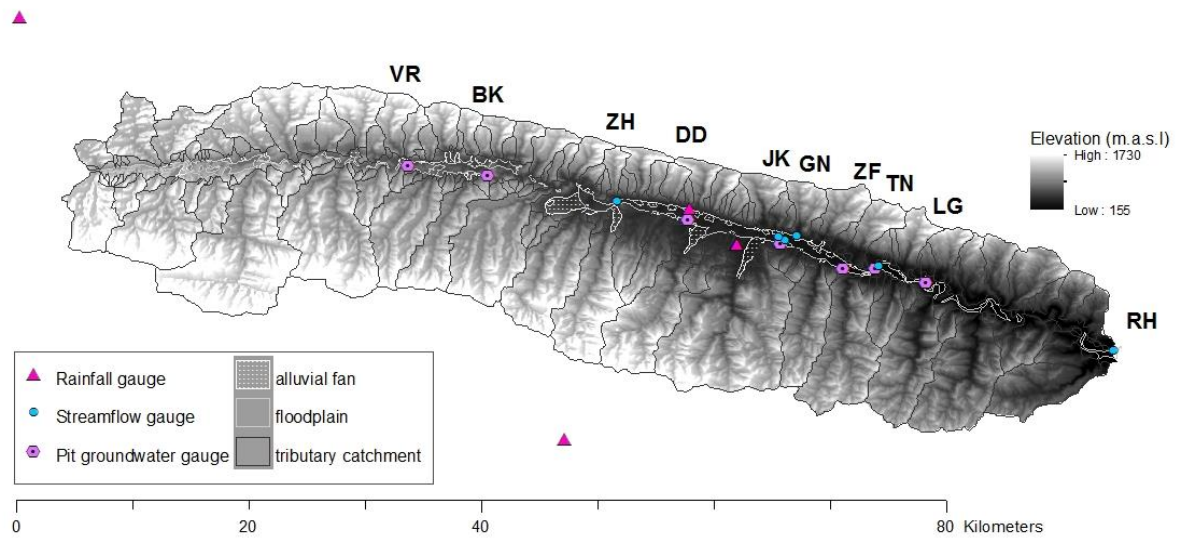 VR
BK
ZH
DD
JK
GN
ZF
TN
LG
RH
Elevation (m.a.s.l)
High : 1730
Low : 155
Rainfall gauge
alluvial fan
Streamflow gauge
floodplain
Pit groundwater gauge
tributary catchment
0
20
40
80
Kilometers